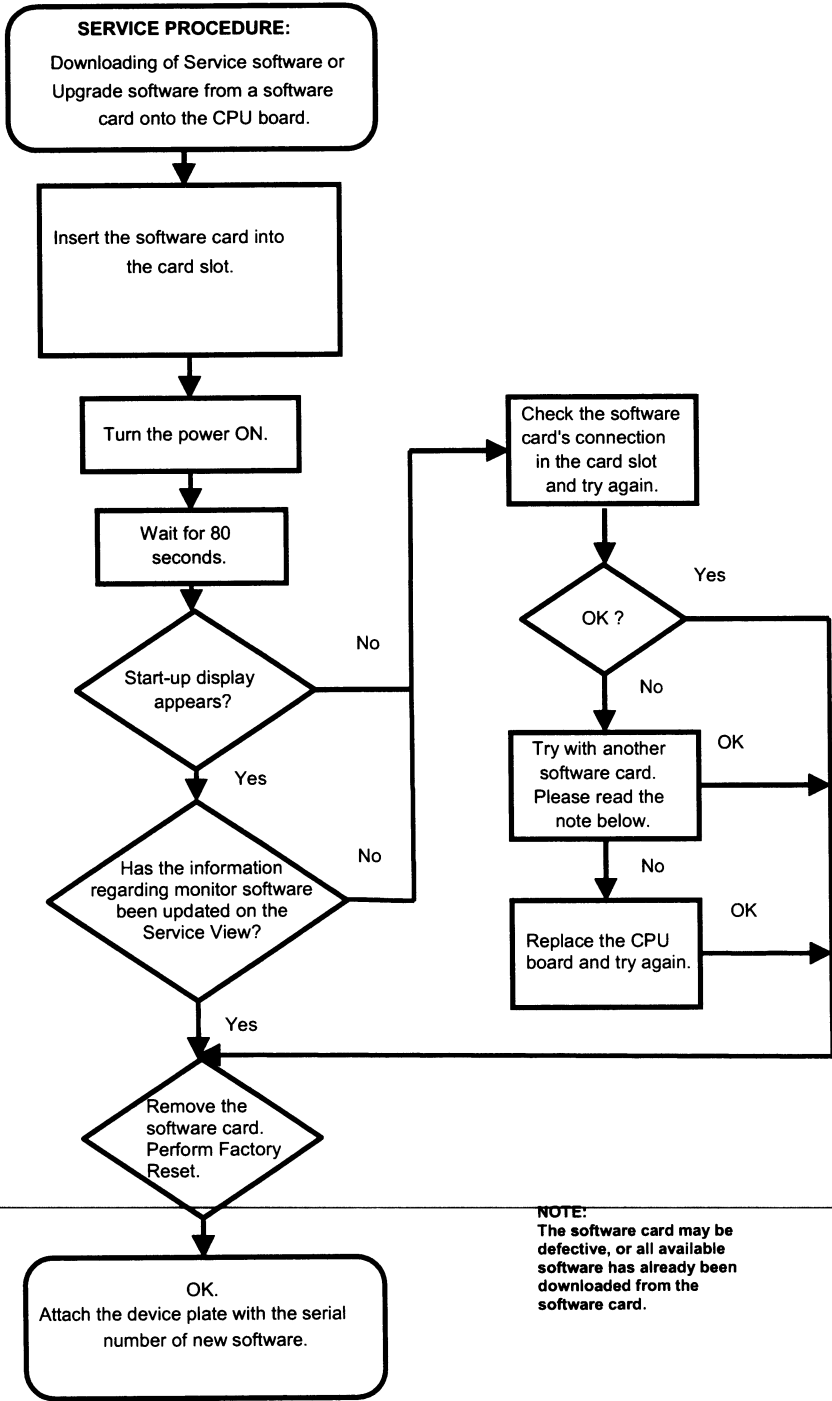 SERVICE PROCEDURE:
Downloading of Service software or
Upgrade software from a software
card onto the CPU board.
Insert the software card into
the card slot.
Turn the power ON.
Wait for 80
seconds.
Start-up display
appears?
No
Yes
Has the information
regarding monitor software
been updated on the
Service View?
No
Yes
Check the software
card's connection
in the card slot
and try again.
OK ?
Yes
No
Try with another
software card.
Please read the
note below.
OK
No
Replace the CPU
board and try again.
OK
Remove the
software card.
Perform Factory
Reset.
OK.
Attach the device plate with the serial
number of new software.
NOTE:
The software card may be
defective, or all available
software has already been
downloaded from the
software card.